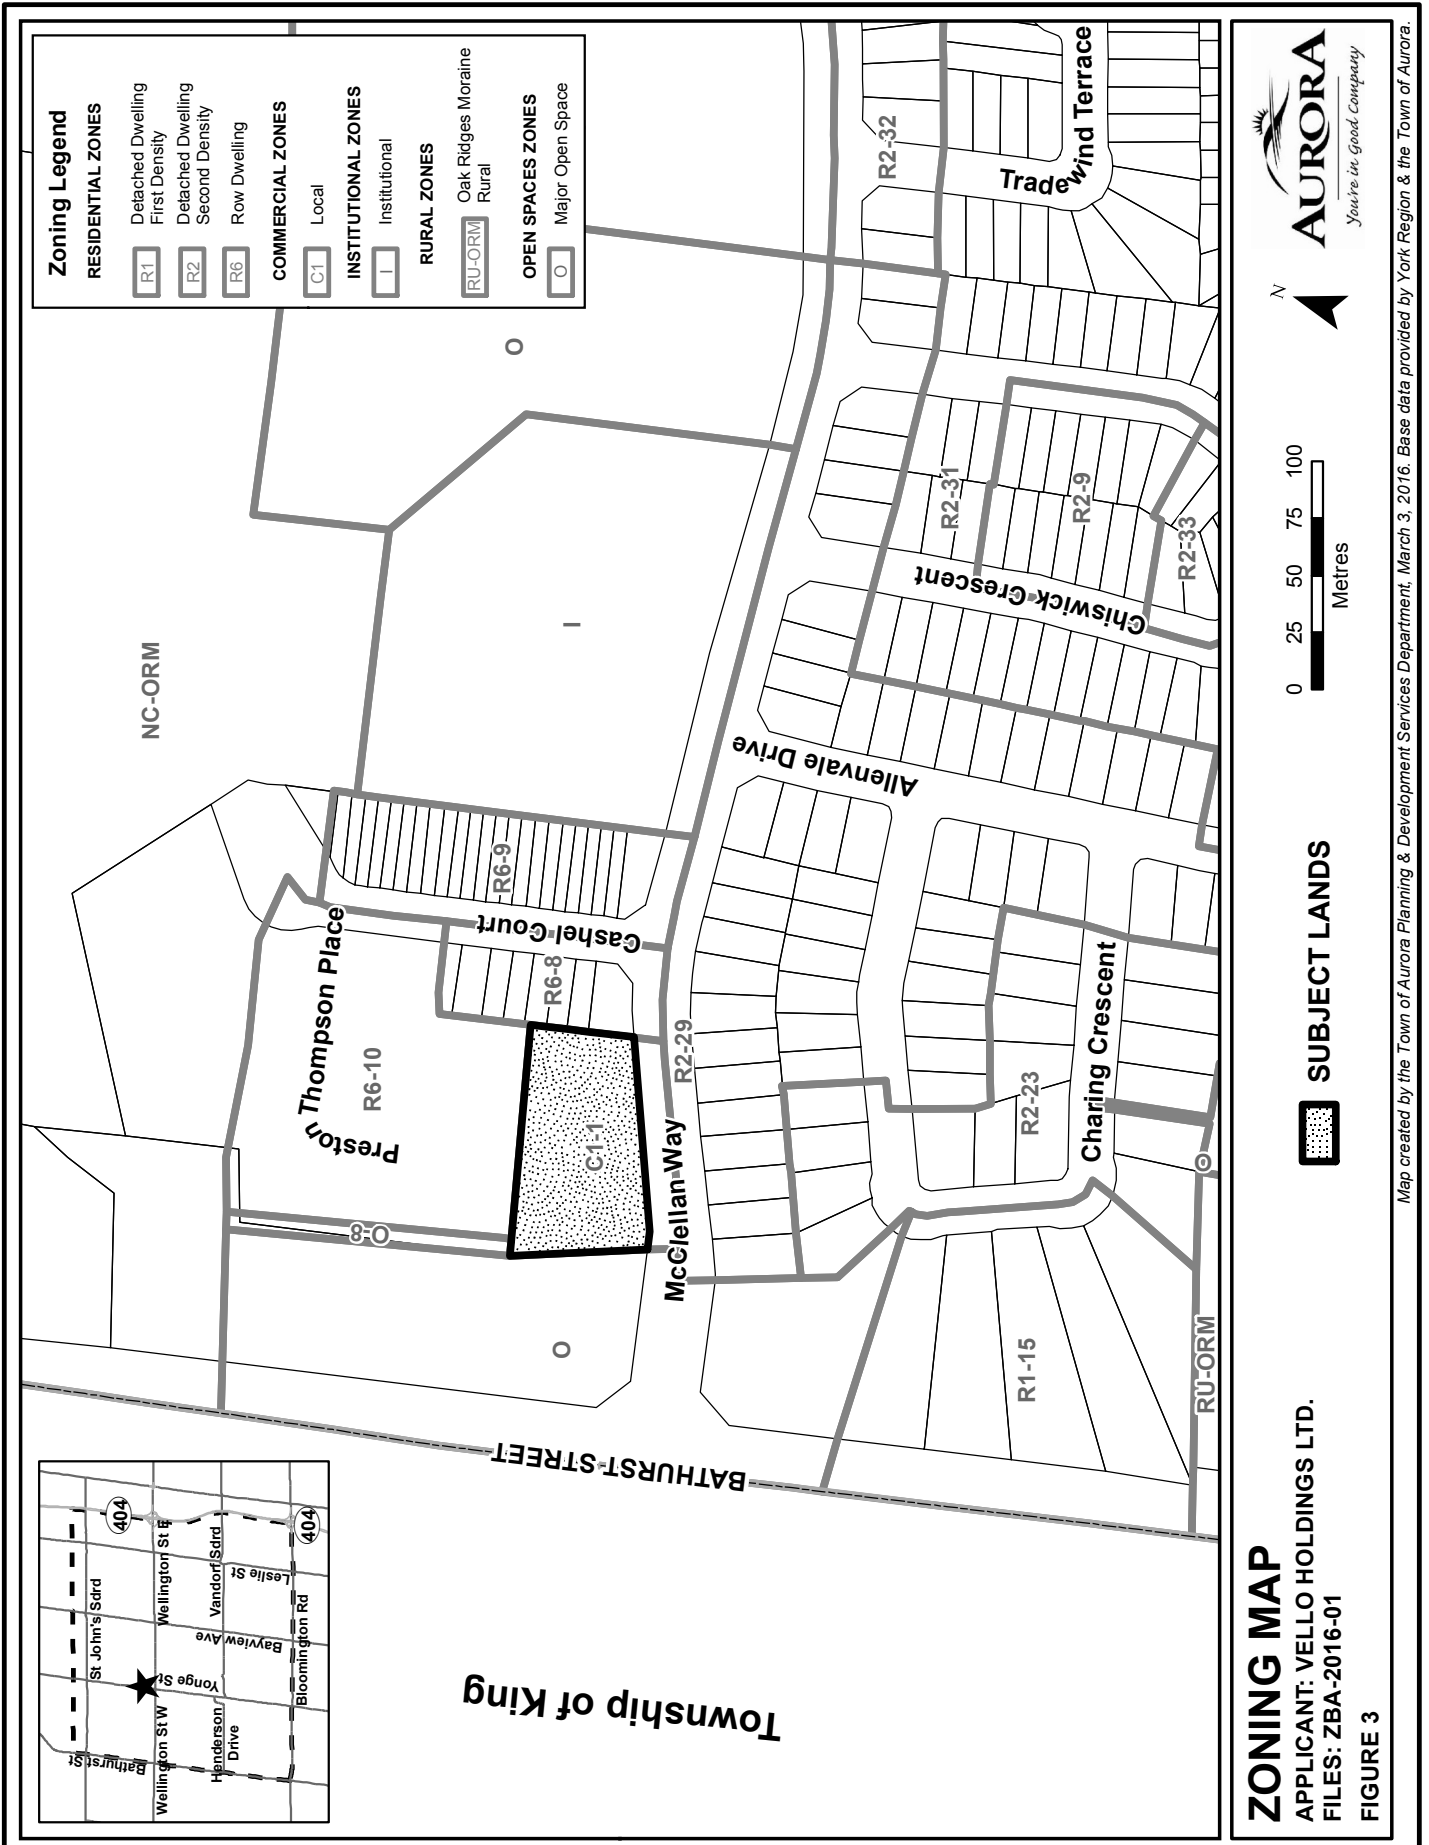 Zoning Legend
RESIDENTIAL ZONES
R1
Detached Dwelling
First Density
R2
Detached Dwelling
Second Density
R6
Row Dwelling
COMMERCIAL ZONES
C1
Local
INSTITUTIONAL ZONES
I
Institutional
RURAL ZONES
RU-ORM
Oak Ridges Moraine
Rural
OPEN SPACES ZONES
O
Major Open Space
St John's Sdrd
Wellington St E
Wellington St W
Vandorf Sdrd
Henderson
Drive
Bloomington Rd
Bathurst St
Yonge St
Bayview Ave
Leslie St
404
404
Township of King
BATHURST STREET
NC-ORM
O
I
O
O-8
R6-10
R6-9
R6-8
C1-1
Preston Thompson Place
Cashel Court
McClellan Way
R2-29
Allenvale Drive
Chiswick Crescent
Tradewind Terrace
Charing Crescent
R2-32
R2-31
R2-9
R2-33
R2-23
R1-15
O
RU-ORM
ZONING MAP
APPLICANT: VELLO HOLDINGS LTD.
FILES: ZBA-2016-01
FIGURE 3
SUBJECT LANDS
0 25 50 75 100
Metres
N
AURORA
You're in Good Company
Map created by the Town of Aurora Planning & Development Services Department, March 3, 2016. Base data provided by York Region & the Town of Aurora.